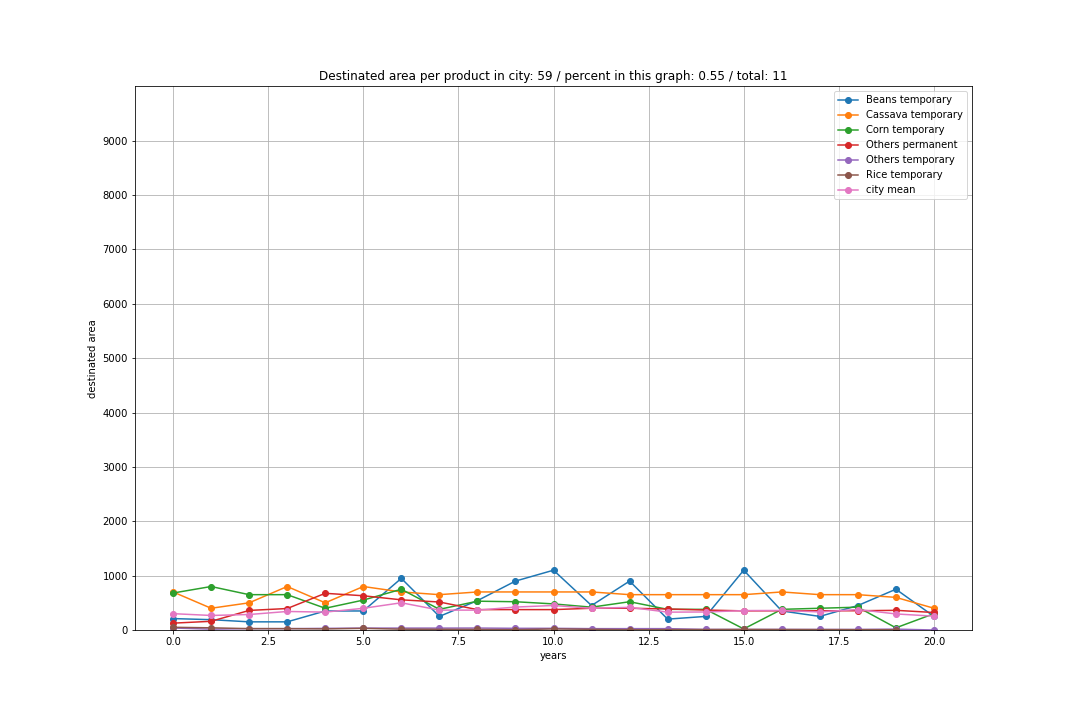 Destinated area per product in city: 59 / percent in this graph: 0.55 / total: 11
Beans temporary
Cassava temporary
Corn temporary
Others permanent
Others temporary
Rice temporary
city mean
9000
8000
7000
6000
5000
4000
3000
2000
1000
0
destinated area
0.0 2.5 5.0 7.5 10.0 12.5 15.0 17.5 20.0
years